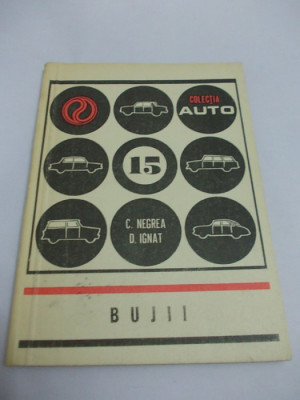 COLECȚIA
AUTO
15
C. NEGREA
D. IGNAT
BUJII